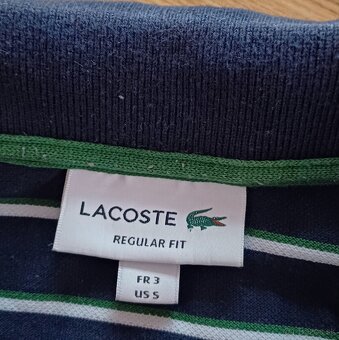 LACOSTE
REGULAR FIT
FR 3
US S